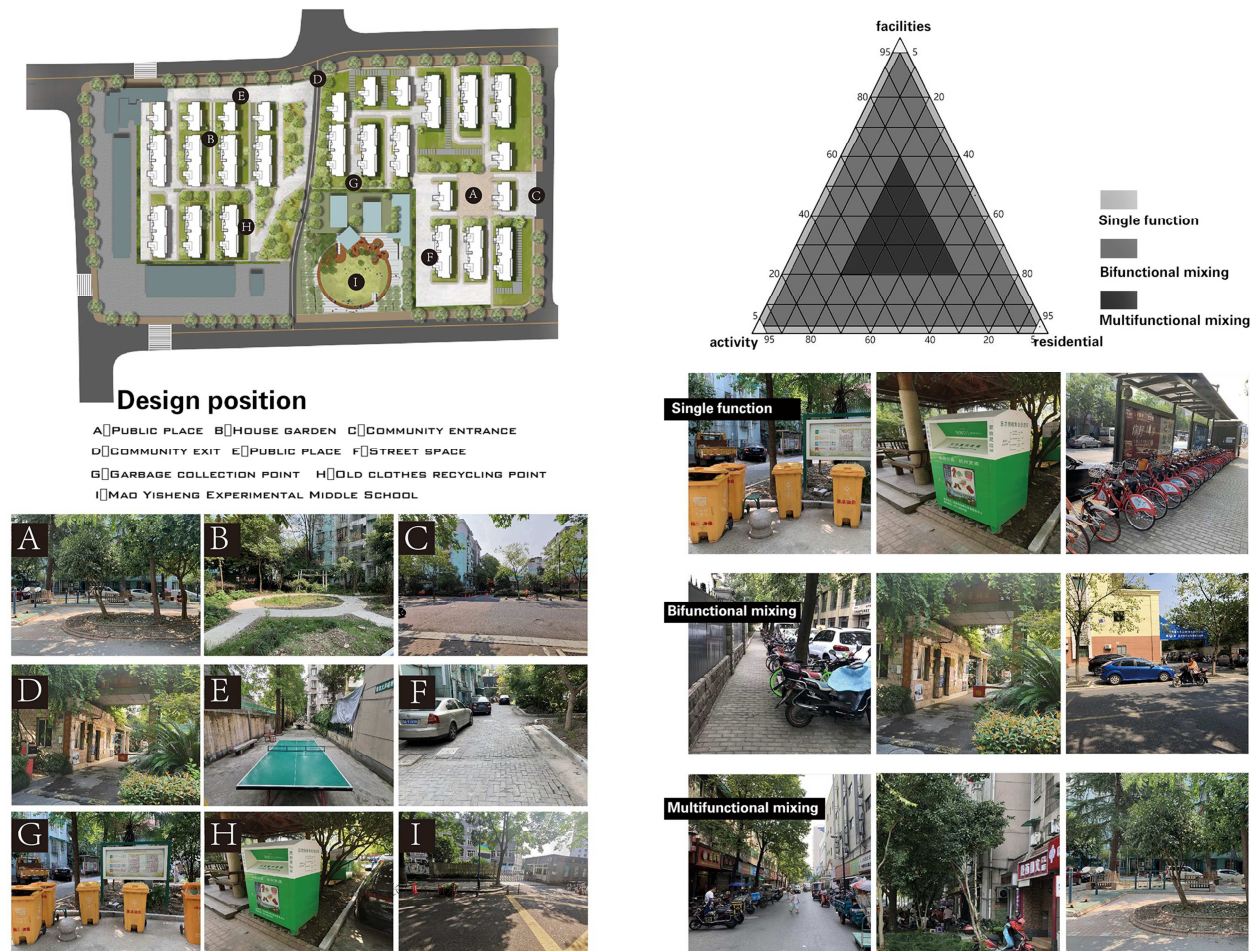 D
E
B
G
A
C
H
F
I
Design position
A▯PUBLIC PLACE B▯HOUSE GARDEN C▯COMMUNITY ENTRANCE
D▯COMMUNITY EXIT E▯PUBLIC PLACE F▯STREET SPACE
G▯GARBAGE COLLECTION POINT H▯OLD CLOTHES RECYCLING POINT
I▯MAO YISHENG EXPERIMENTAL MIDDLE SCHOOL
A
B
C
D
E
F
G
H
I
facilities
95 5
80 20
60 40
40 60
20 80
5 95
activity 95 80 60 40 20 5 residential
Single function
Bifunctional mixing
Multifunctional mixing
Single function
Bifunctional mixing
Multifunctional mixing